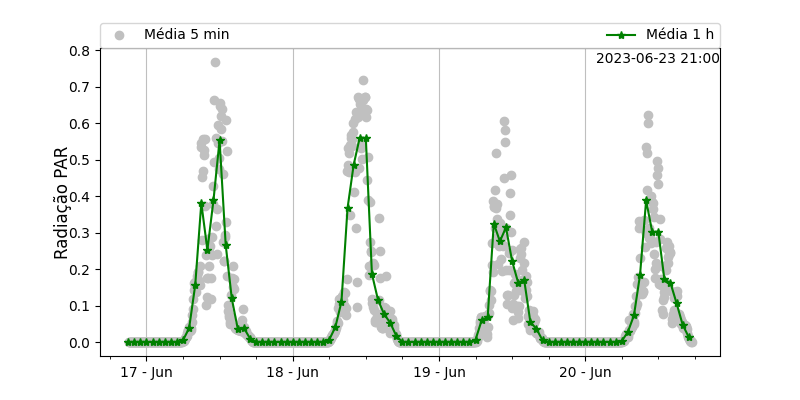 Média 5 min
Média 1 h
2023-06-23 21:00
Radiação PAR
0.8
0.7
0.6
0.5
0.4
0.3
0.2
0.1
0.0
17 - Jun
18 - Jun
19 - Jun
20 - Jun